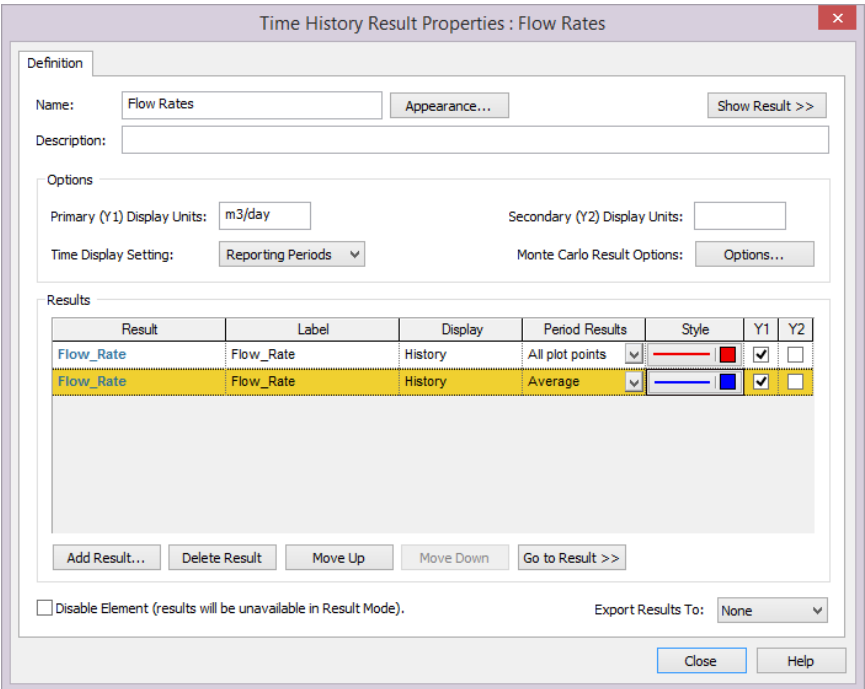 Time History Result Properties : Flow Rates
Definition
Name: Flow Rates Appearance... Show Result >>
Description:
Options
Primary (Y1) Display Units: m3/day Secondary (Y2) Display Units:
Time Display Setting: Reporting Periods Monte Carlo Result Options: Options...
Results
Result Label Display Period Results Style Y1 Y2
Flow_Rate Flow_Rate History All plot points
Flow_Rate Flow_Rate History Average
Add Result... Delete Result Move Up Move Down Go to Result >>
Disable Element (results will be unavailable in Result Mode). Export Results To: None
Close Help